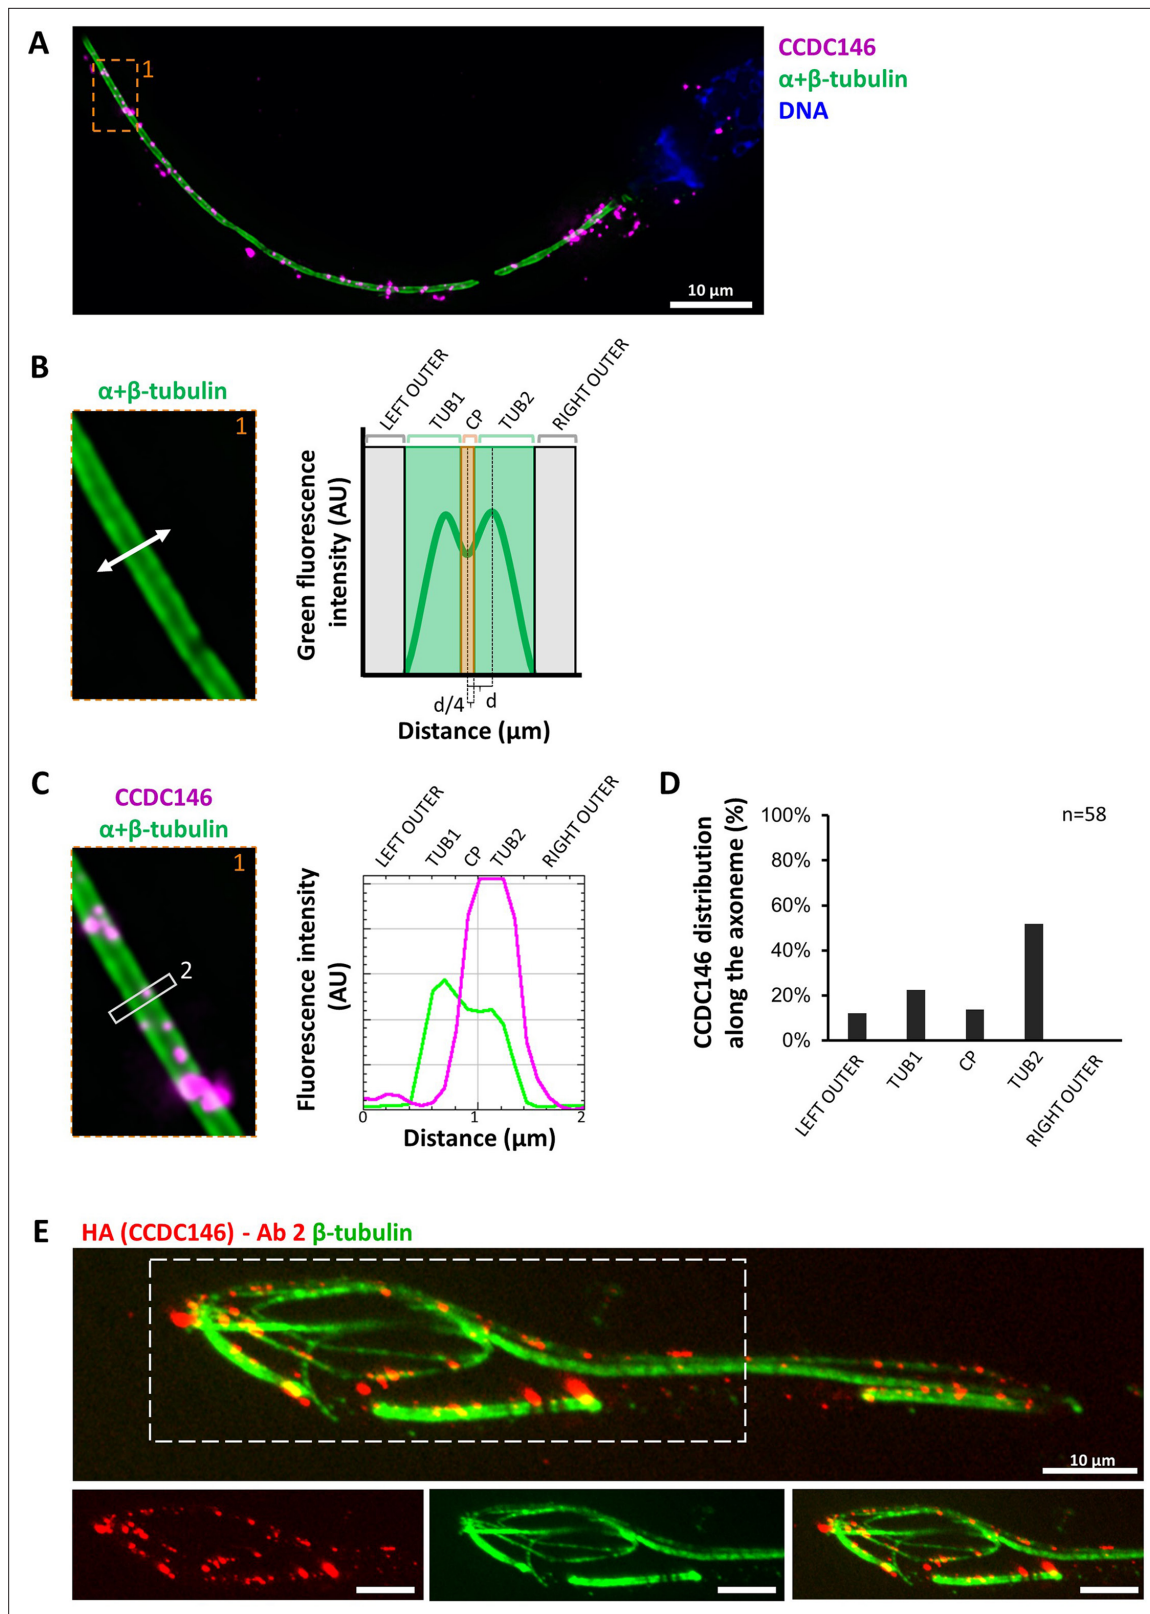 A
CCDC146
α+β-tubulin
DNA
1
10 µm
B
α+β-tubulin
1
LEFT OUTER
TUB1
CP
TUB2
RIGHT OUTER
Green fluorescence
intensity (AU)
d/4
d
Distance (µm)
C
CCDC146
α+β-tubulin
1
2
LEFT OUTER
TUB1
CP
TUB2
RIGHT OUTER
Fluorescence intensity
(AU)
0
1
2
Distance (µm)
D
CCDC146 distribution
along the axoneme (%)
100%
80%
60%
40%
20%
0%
n=58
LEFT OUTER
TUB1
CP
TUB2
RIGHT OUTER
E
HA (CCDC146) - Ab 2 β-tubulin
10 µm